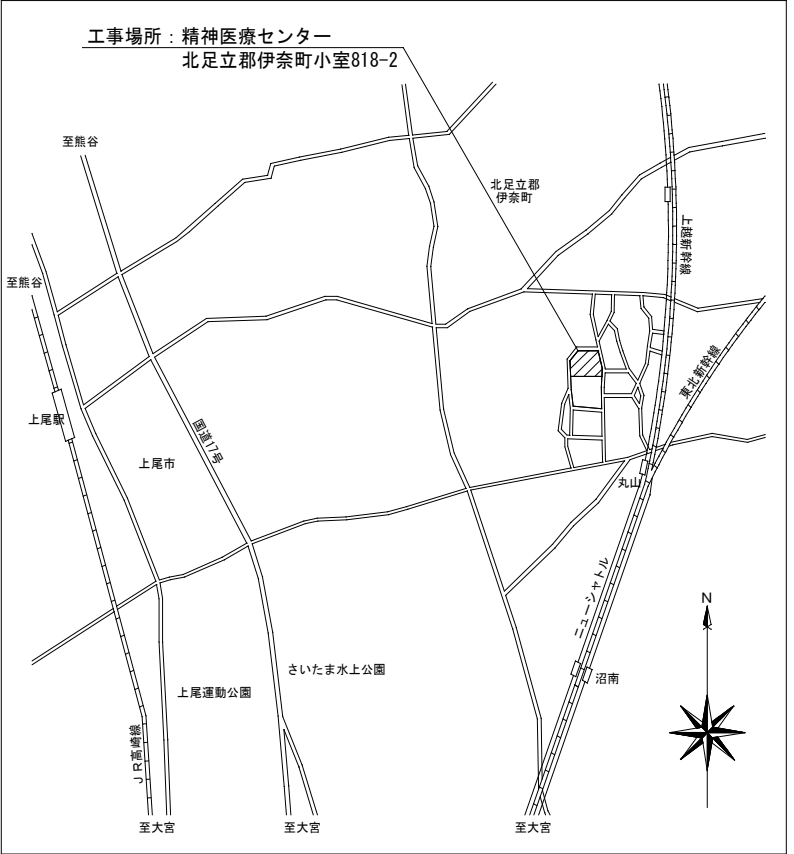 工事場所：精神医療センター
北足立郡伊奈町小室818-2
至熊谷
北足立郡
伊奈町
上越新幹線
至熊谷
東北新幹線
上尾駅
国道17号
上尾市
丸山
ニューシャトル
N
さいたま水上公園
沼南
上尾運動公園
ＪＲ高崎線
至大宮
至大宮
至大宮